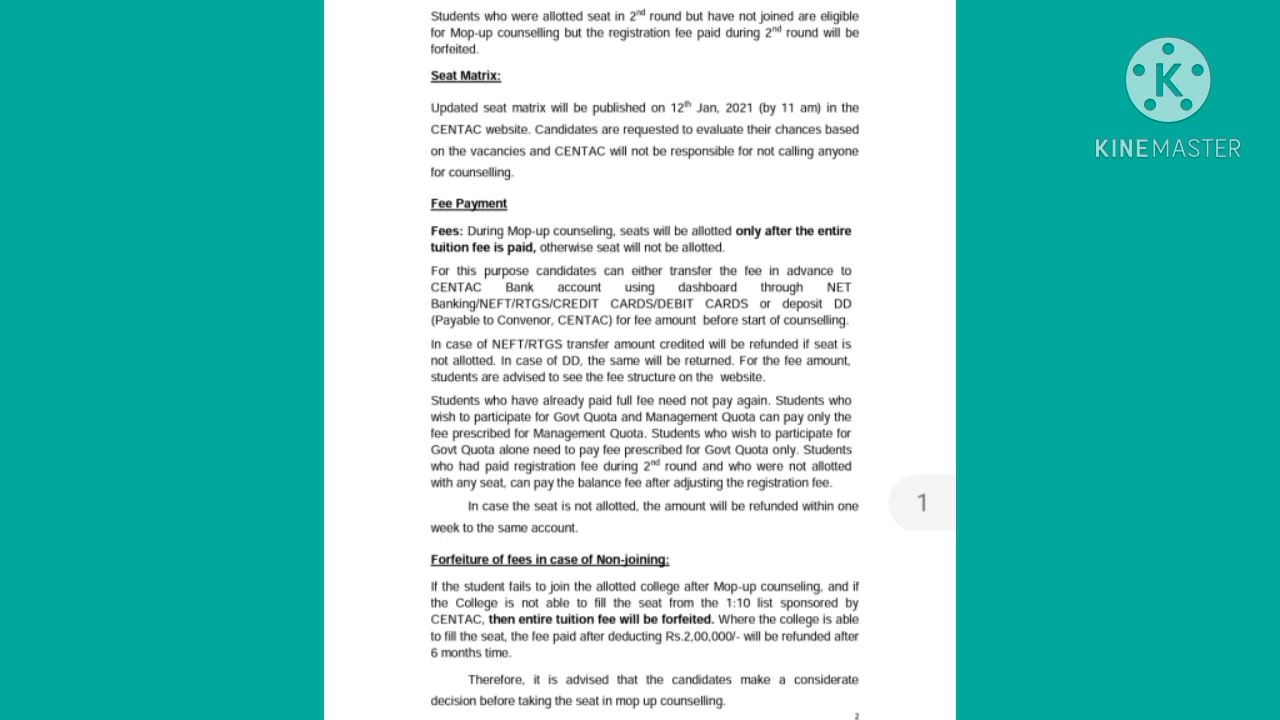 Students who were allotted seat in 2nd round but have not joined are eligible
for Mop-up counselling but the registration fee paid during 2nd round will be
forfeited.
Seat Matrix:
Updated seat matrix will be published on 12th Jan, 2021 (by 11 am) in the
CENTAC website. Candidates are requested to evaluate their chances based
on the vacancies and CENTAC will not be responsible for not calling anyone
for counselling.
Fee Payment
Fees: During Mop-up counseling, seats will be allotted only after the entire
tuition fee is paid, otherwise seat will not be allotted.
For this purpose candidates can either transfer the fee in advance to
CENTAC Bank account using dashboard through NET
Banking/NEFT/RTGS/CREDIT CARDS/DEBIT CARDS or deposit DD
(Payable to Convenor, CENTAC) for fee amount before start of counselling.
In case of NEFT/RTGS transfer amount credited will be refunded if seat is
not allotted. In case of DD, the same will be returned. For the fee amount,
students are advised to see the fee structure on the website.
Students who have already paid full fee need not pay again. Students who
wish to participate for Govt Quota and Management Quota can pay only the
fee prescribed for Management Quota. Students who wish to participate for
Govt Quota alone need to pay fee prescribed for Govt Quota only. Students
who had paid registration fee during 2nd round and who were not allotted
with any seat, can pay the balance fee after adjusting the registration fee.
In case the seat is not allotted, the amount will be refunded within one
week to the same account.
Forfeiture of fees in case of Non-joining:
If the student fails to join the allotted college after Mop-up counseling, and if
the College is not able to fill the seat from the 1:10 list sponsored by
CENTAC, then entire tuition fee will be forfeited. Where the college is able
to fill the seat, the fee paid after deducting Rs.2,00,000/- will be refunded after
6 months time.
Therefore, it is advised that the candidates make a considerate
decision before taking the seat in mop up counselling.
2
1
K
KINEMASTER